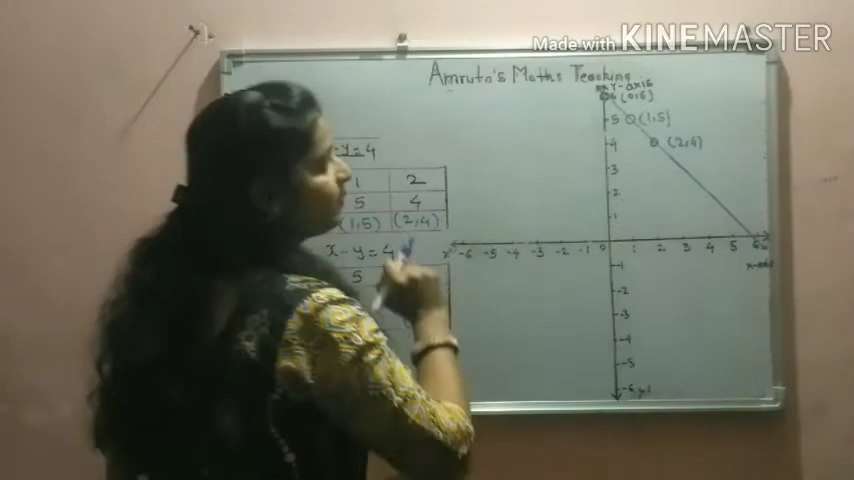 Made with KINEMASTER
Amruta's Maths Teaching
Y-axis
6 (0,6)
5 (1,5)
4 (2,4)
3
2
1
-y=4
1 2
5 4
(1,5) (2,4)
x-y=4
5
-6 -5 -4 -3 -2 -1 0 1 2 3 4 5 6
-1
-2
-3
-4
-5
-6